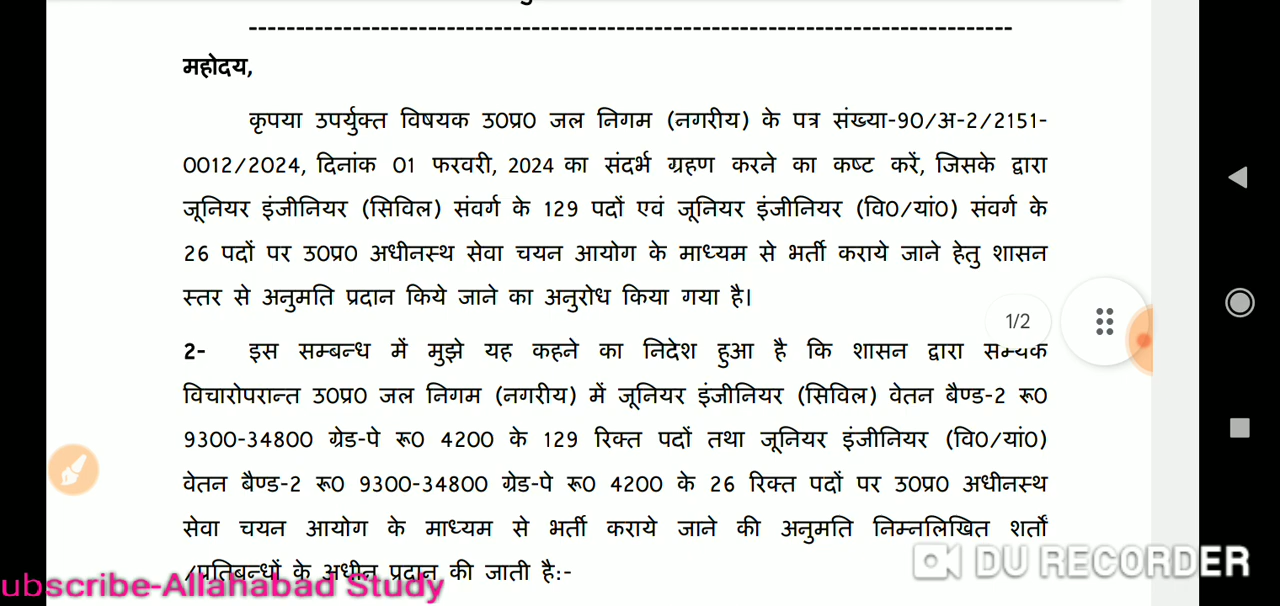 महोदय,
कृपया उपर्युक्त विषयक उ0प्र0 जल निगम (नगरीय) के पत्र संख्या-90/अ-2/2151-
0012/2024, दिनांक 01 फरवरी, 2024 का संदर्भ ग्रहण करने का कष्ट करें, जिसके द्वारा
जूनियर इंजीनियर (सिविल) संवर्ग के 129 पदों एवं जूनियर इंजीनियर (वि0/यां0) संवर्ग के
26 पदों पर उ0प्र0 अधीनस्थ सेवा चयन आयोग के माध्यम से भर्ती कराये जाने हेतु शासन
स्तर से अनुमति प्रदान किये जाने का अनुरोध किया गया है।
1/2
2- इस सम्बन्ध में मुझे यह कहने का निदेश हुआ है कि शासन द्वारा सम्यक
विचारोपरान्त उ0प्र0 जल निगम (नगरीय) में जूनियर इंजीनियर (सिविल) वेतन बैण्ड-2 रू0
9300-34800 ग्रेड-पे रू0 4200 के 129 रिक्त पदों तथा जूनियर इंजीनियर (वि0/यां0)
वेतन बैण्ड-2 रू0 9300-34800 ग्रेड-पे रू0 4200 के 26 रिक्त पदों पर उ0प्र0 अधीनस्थ
सेवा चयन आयोग के माध्यम से भर्ती कराये जाने की अनुमति निम्नलिखित शर्तों
/प्रतिबन्धों के अधीन प्रदान की जाती है:-
DU RECORDER
ubscribe-Allahabad Study